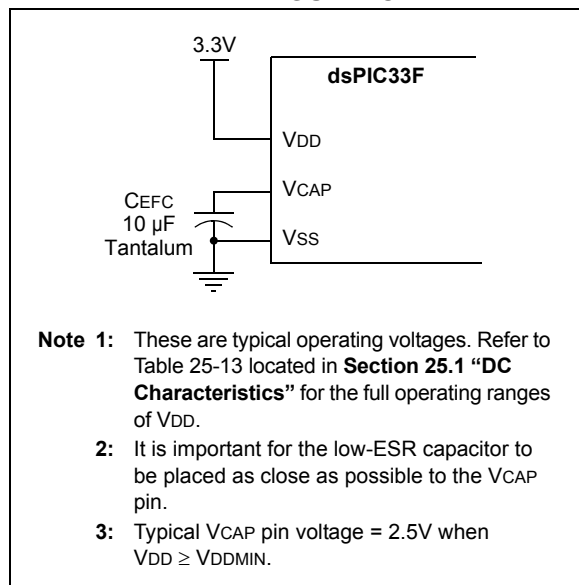 3.3V
dsPIC33F
VDD
VCAP
CEFC
10 µF
Tantalum
VSS
Note 1: These are typical operating voltages. Refer to
Table 25-13 located in Section 25.1 “DC
Characteristics” for the full operating ranges
of VDD.
2: It is important for the low-ESR capacitor to
be placed as close as possible to the VCAP
pin.
3: Typical VCAP pin voltage = 2.5V when
VDD ≥ VDDMIN.